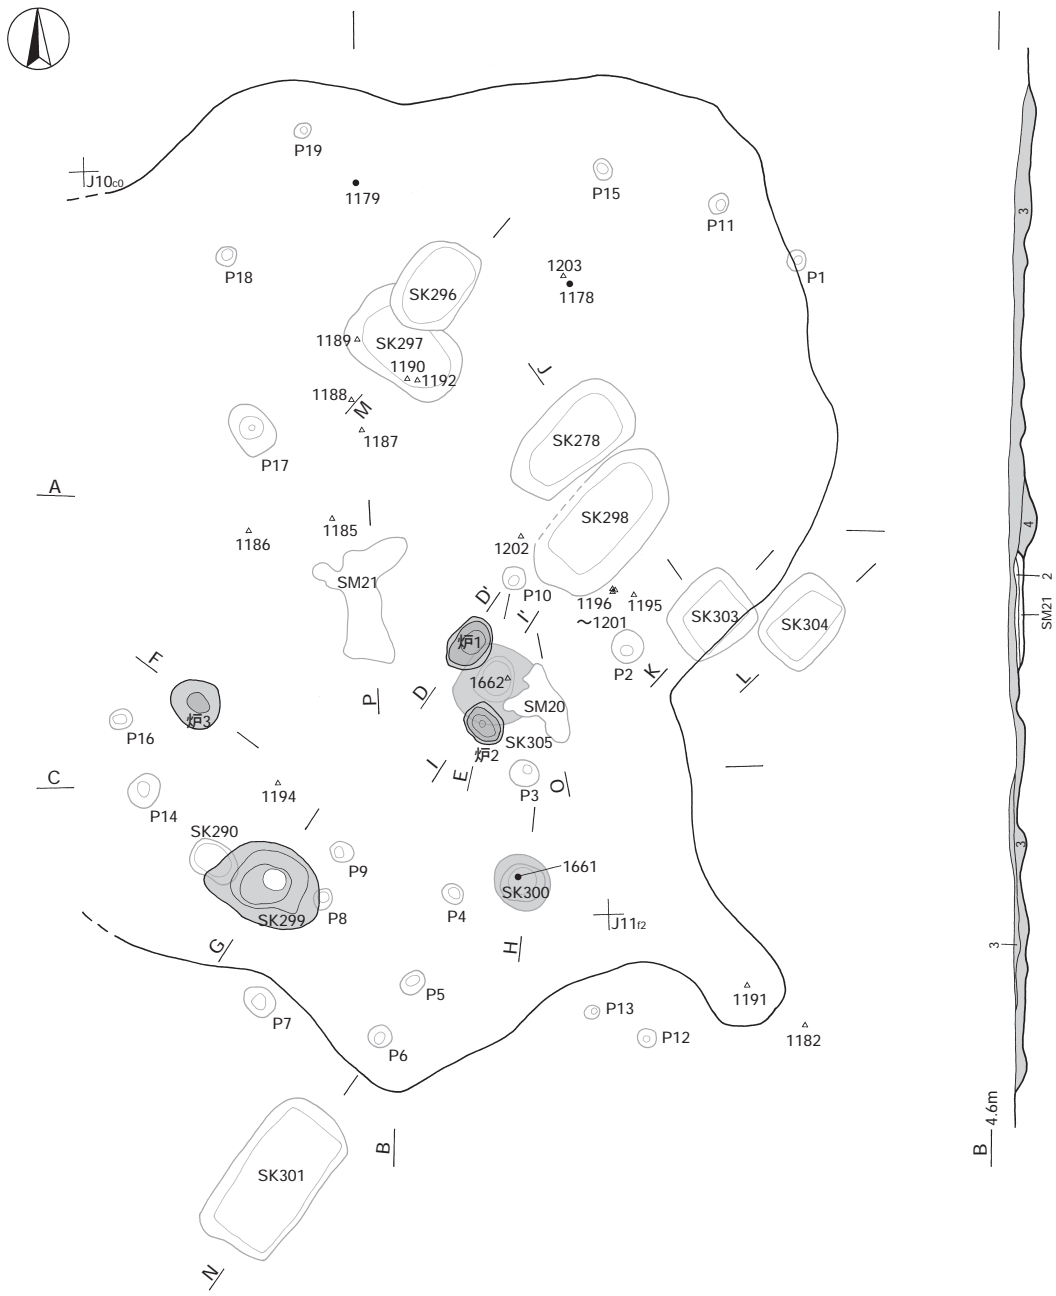 P19
J10c0
1179
P15
P11
P18
1203
1178
P1
SK296
SK297
1189
1190
1192
1188
M
1187
J
SK278
P17
A
SK298
1186
1185
1202
SM21
D'
P10
I'
1196
～1201
1195
SK303
SK304
炉1
P2
K
L
F
1662
D
P
SM20
炉3
P16
SK305
炉2
I
E
O
P3
C
1194
P14
SK290
P9
1661
SK300
SK299
P8
P4
J11f2
G
H
P5
1191
P7
P13
P12
1182
P6
B
SK301
N
3
4
2
SM21
3
3
4.6m
B